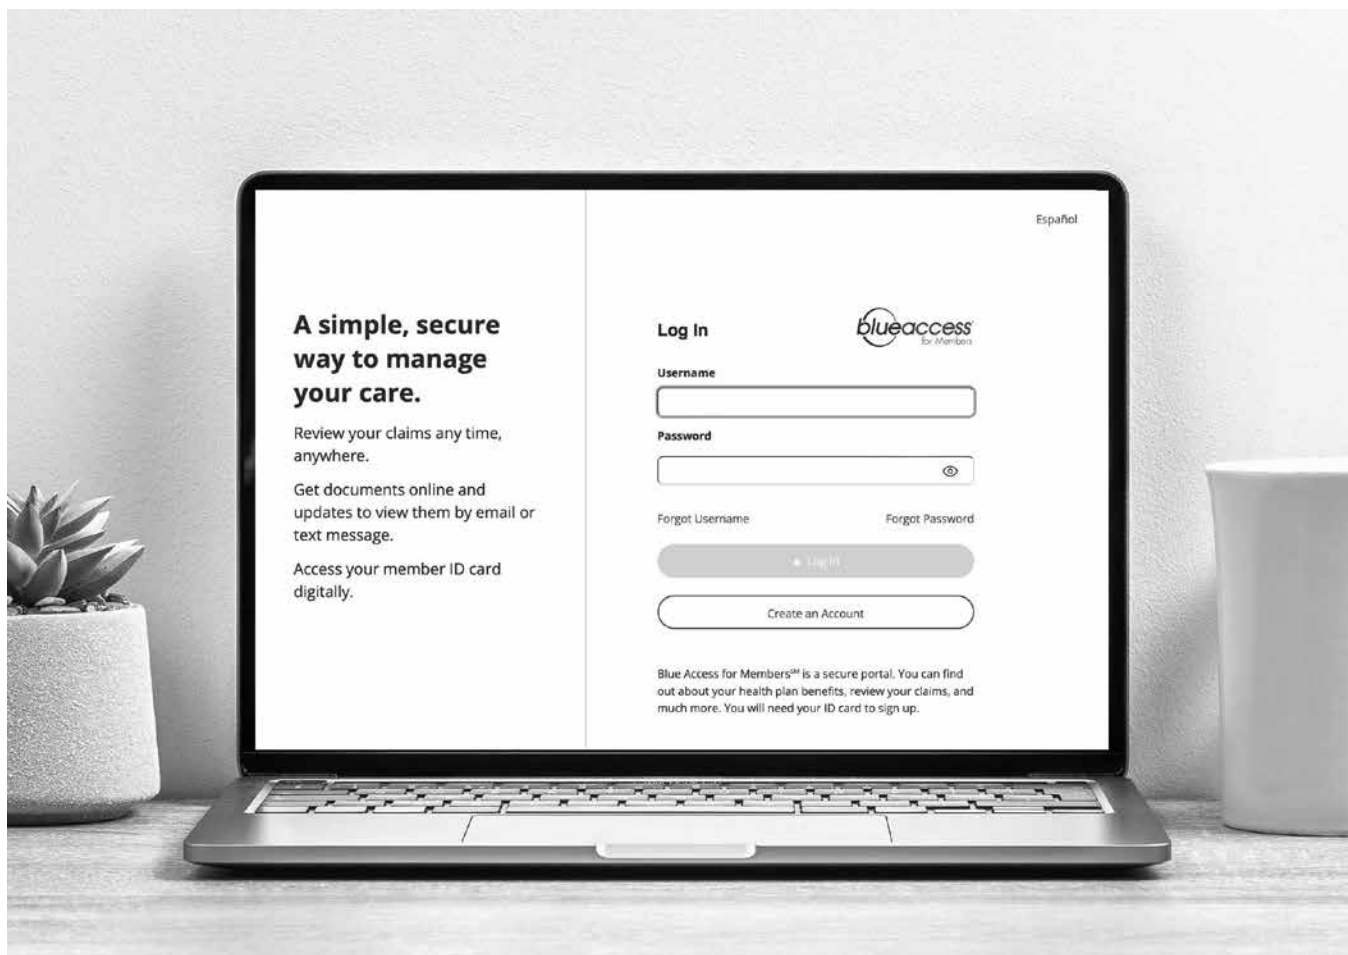 Español
A simple, secure
way to manage
your care.
Review your claims any time,
anywhere.
Get documents online and
updates to view them by email or
text message.
Access your member ID card
digitally.
Log In
blueaccess
for Members
Username
Password
Forgot Username
Forgot Password
Log In
Create an Account
Blue Access for Members℠ is a secure portal. You can find
out about your health plan benefits, review your claims, and
much more. You will need your ID card to sign up.